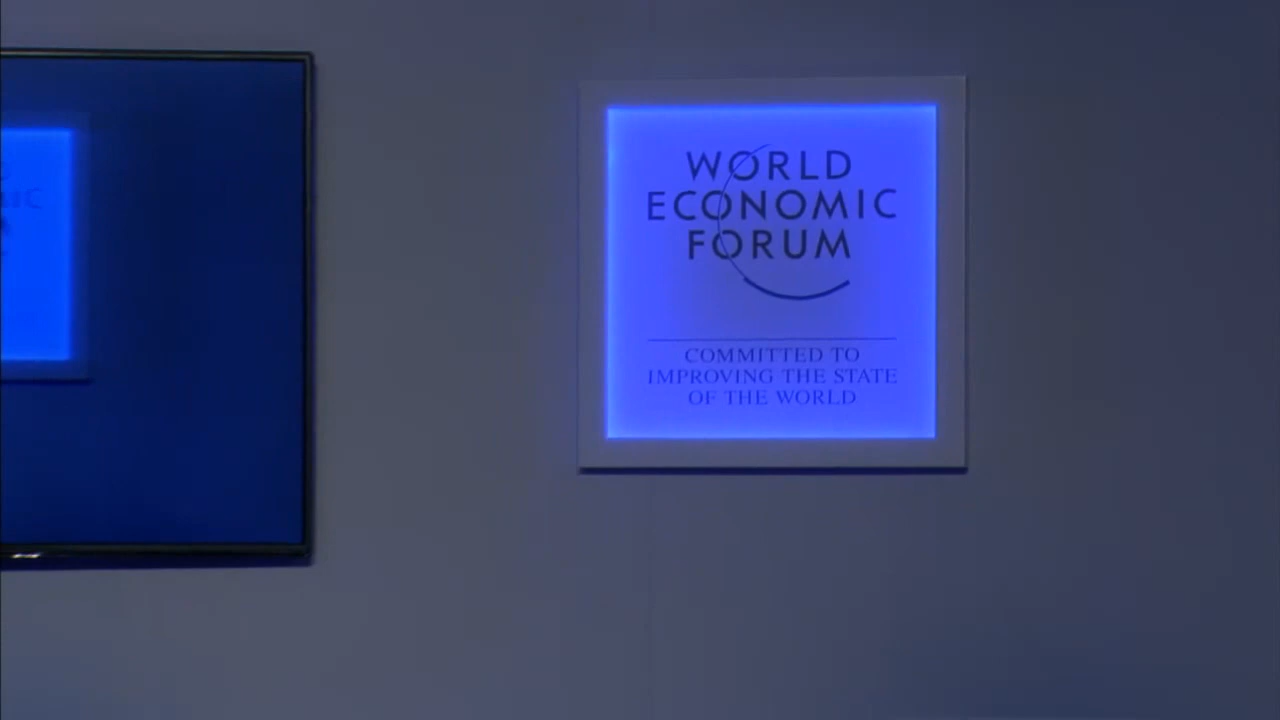 WORLD
ECONOMIC
FORUM
COMMITTED TO
IMPROVING THE STATE
OF THE WORLD